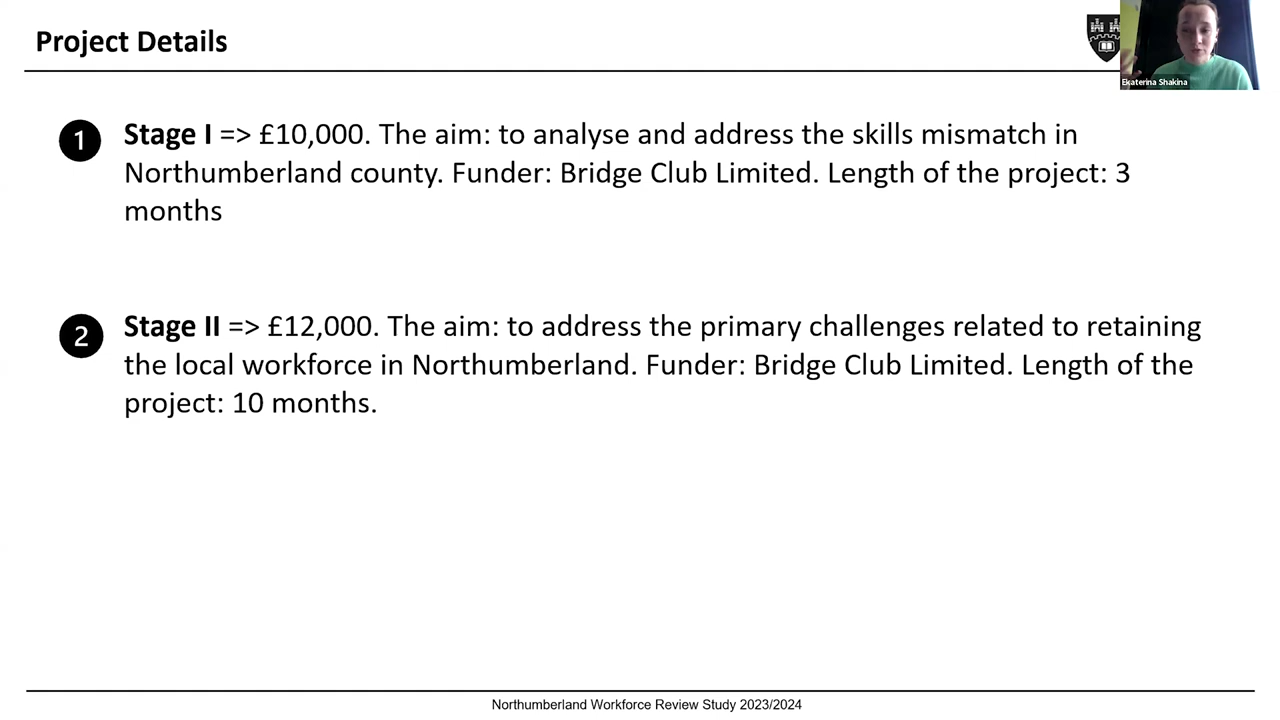 Project Details
Ekaterina Shakina
1
Stage I => £10,000. The aim: to analyse and address the skills mismatch in
Northumberland county. Funder: Bridge Club Limited. Length of the project: 3
months
2
Stage II => £12,000. The aim: to address the primary challenges related to retaining
the local workforce in Northumberland. Funder: Bridge Club Limited. Length of the
project: 10 months.
Northumberland Workforce Review Study 2023/2024